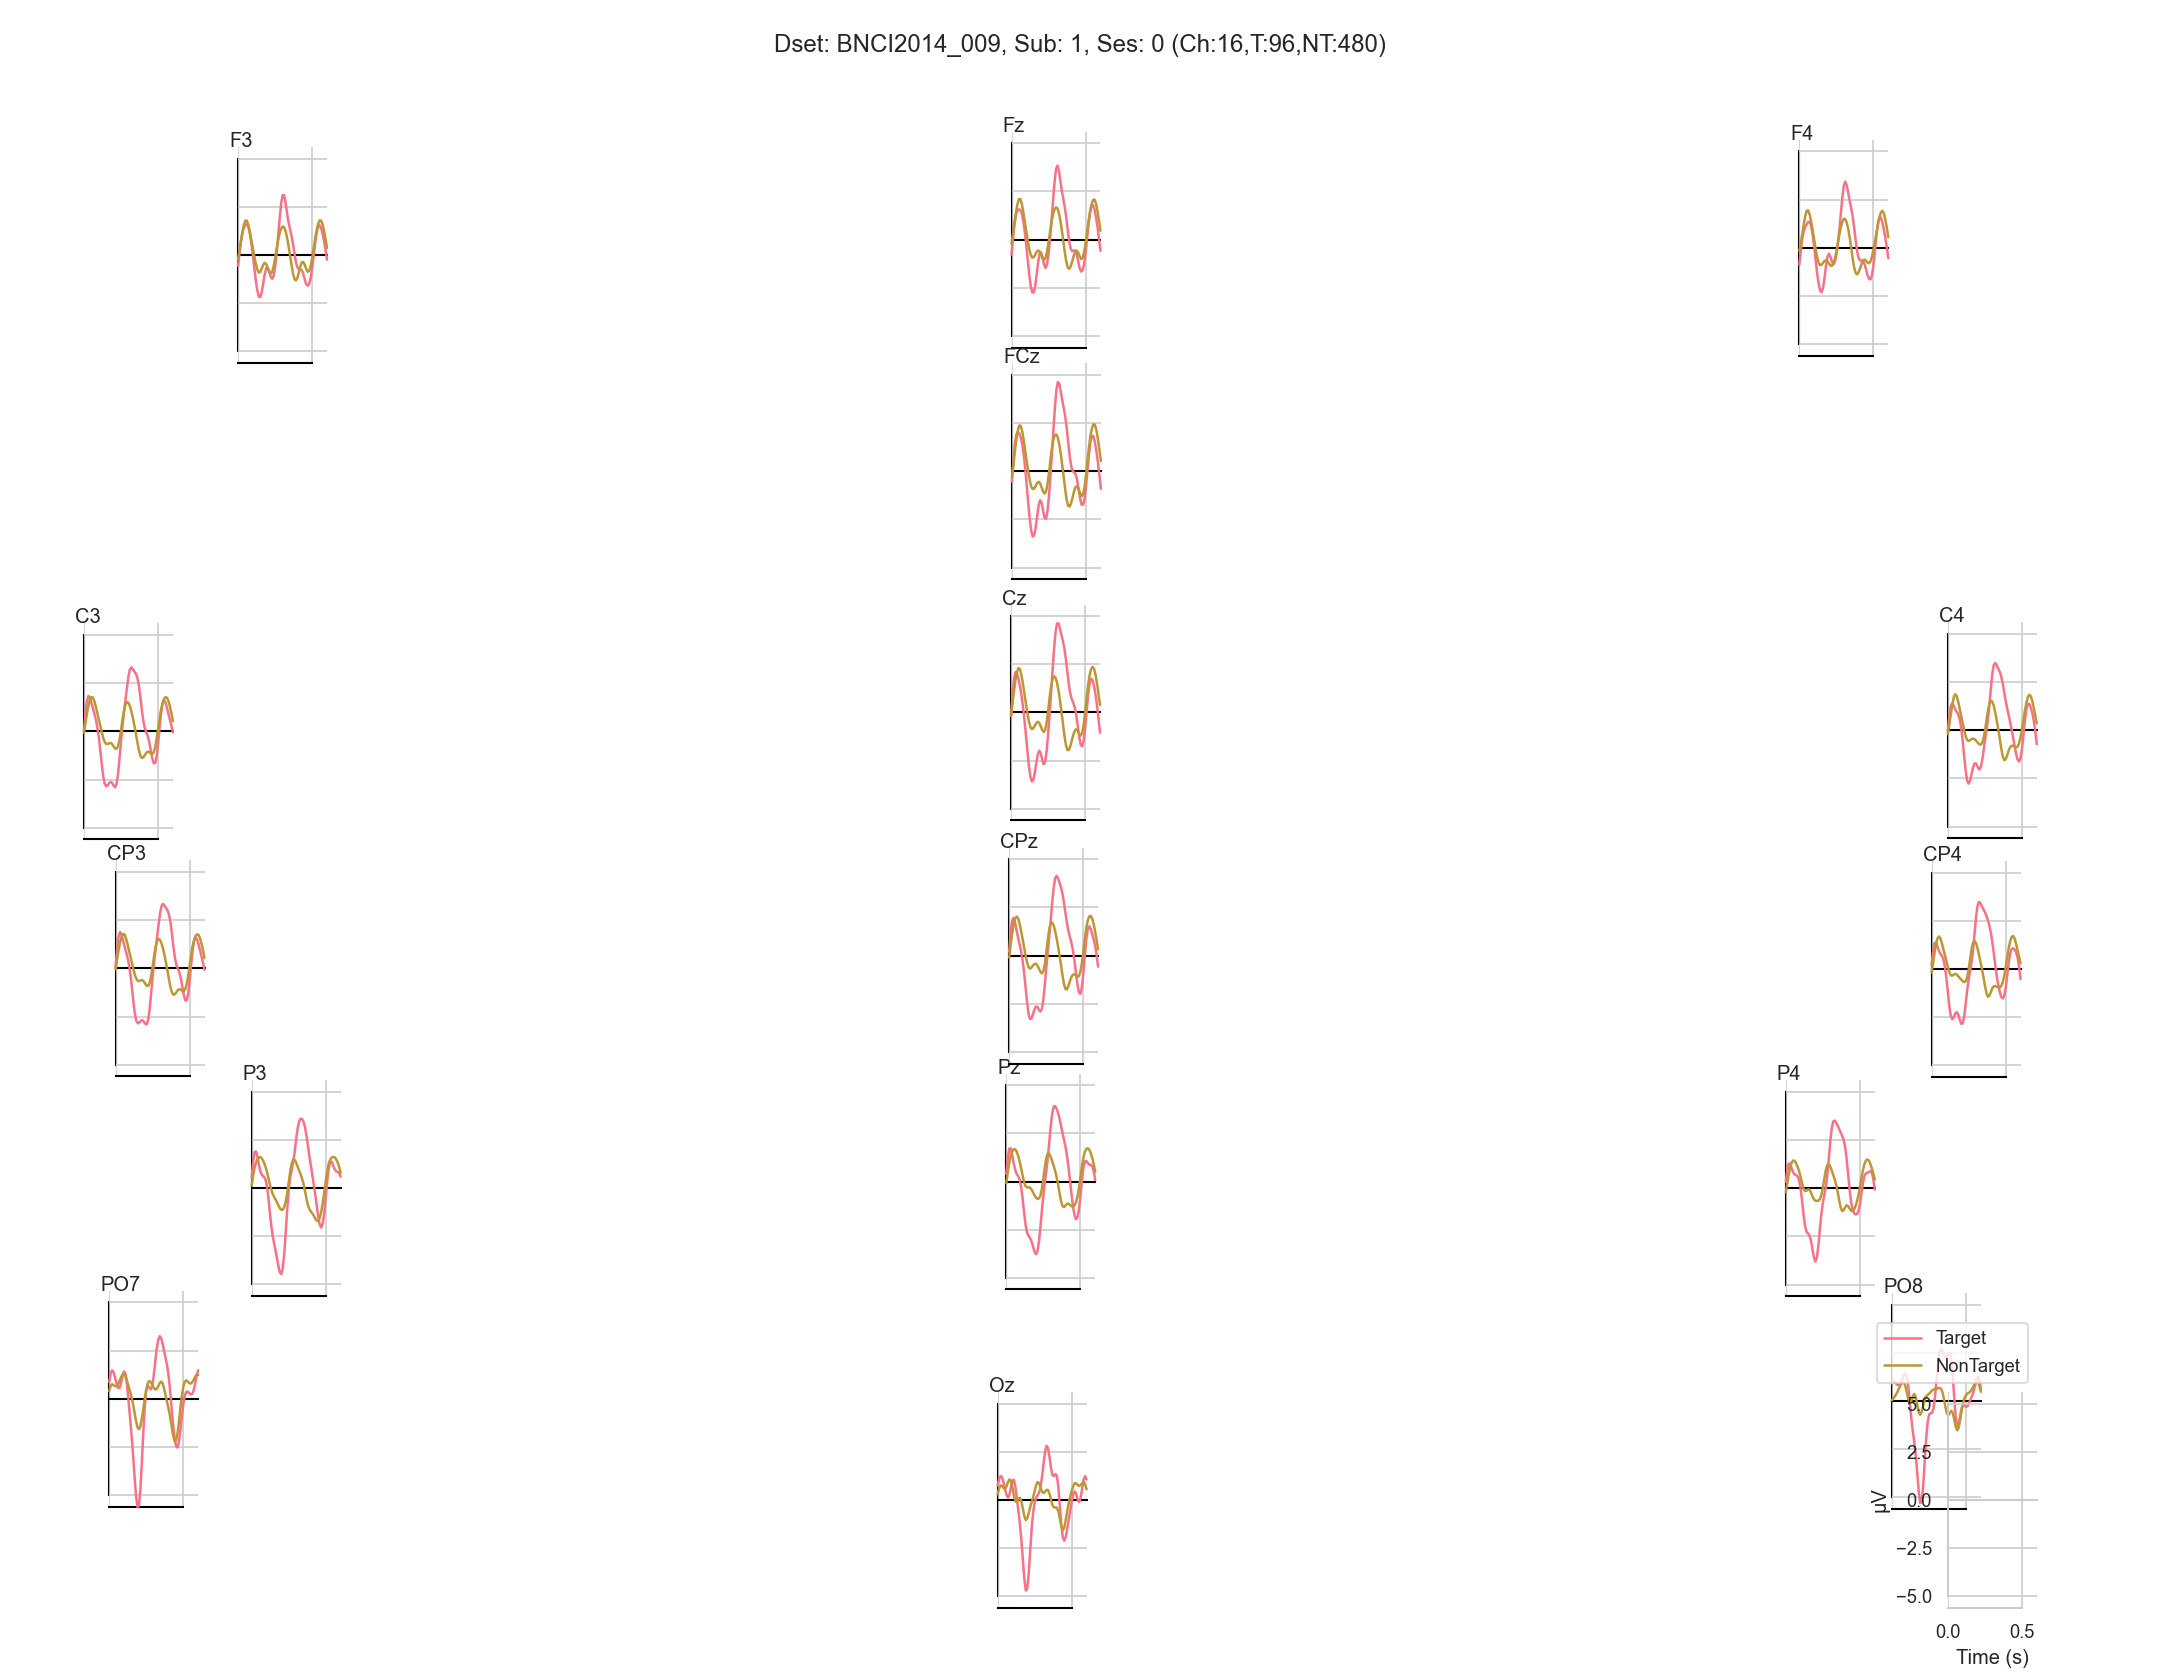 Dset: BNCI2014_009, Sub: 1, Ses: 0 (Ch:16,T:96,NT:480)
F3
Fz
F4
FCz
C3
Cz
C4
CP3
CPz
CP4
P3
Pz
P4
PO7
PO8
Oz
Target
NonTarget
5.0
2.5
0.0
−2.5
−5.0
µV
0.0 0.5
Time (s)